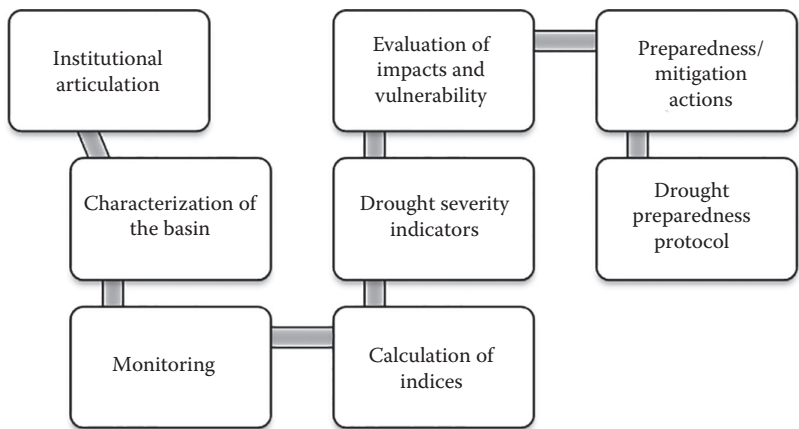 Institutional
articulation
Characterization of
the basin
Monitoring
Calculation of
indices
Drought severity
indicators
Evaluation of
impacts and
vulnerability
Preparedness/
mitigation
actions
Drought
preparedness
protocol